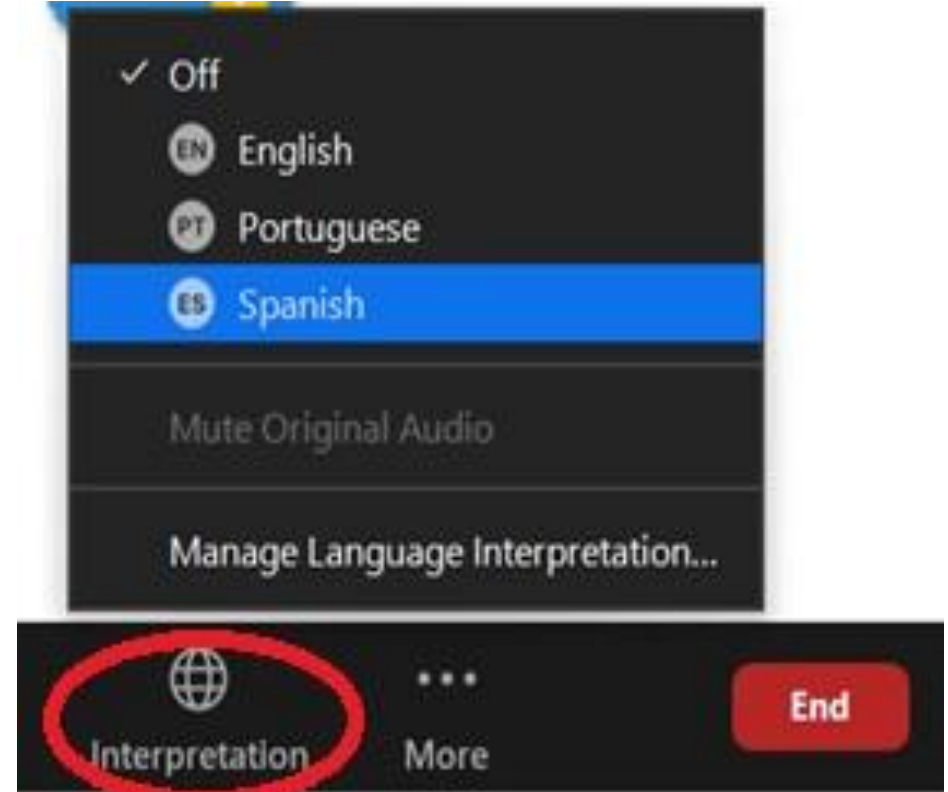 Off
EN English
PT Portuguese
ES Spanish
Mute Original Audio
Manage Language Interpretation...
Interpretation More End